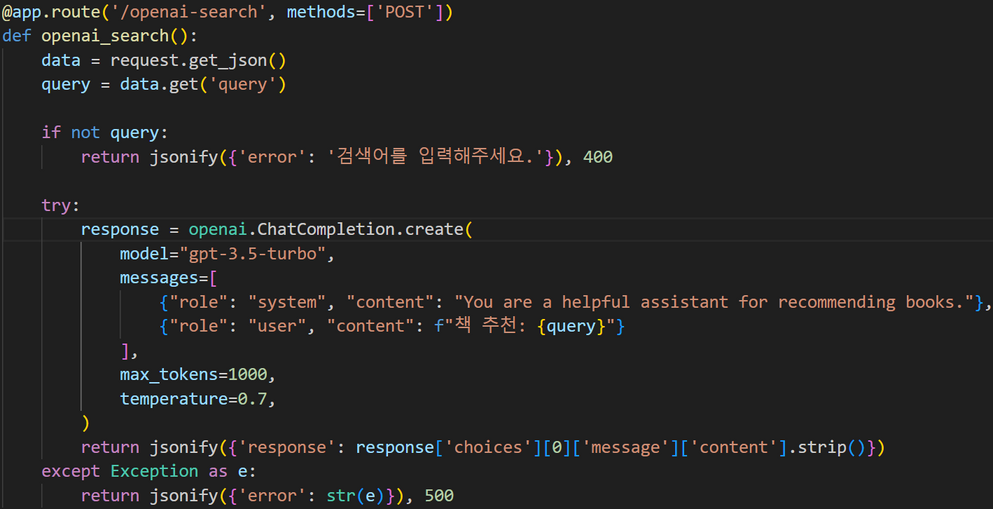 @app.route('/openai-search', methods=['POST'])
def openai_search():
    data = request.get_json()
    query = data.get('query')

    if not query:
        return jsonify({'error': '검색어를 입력해주세요.'}), 400

    try:
        response = openai.ChatCompletion.create(
            model="gpt-3.5-turbo",
            messages=[
                {"role": "system", "content": "You are a helpful assistant for recommending books."},
                {"role": "user", "content": f"책 추천: {query}"}
            ],
            max_tokens=1000,
            temperature=0.7,
        )
        return jsonify({'response': response['choices'][0]['message']['content'].strip()})
    except Exception as e:
        return jsonify({'error': str(e)}), 500